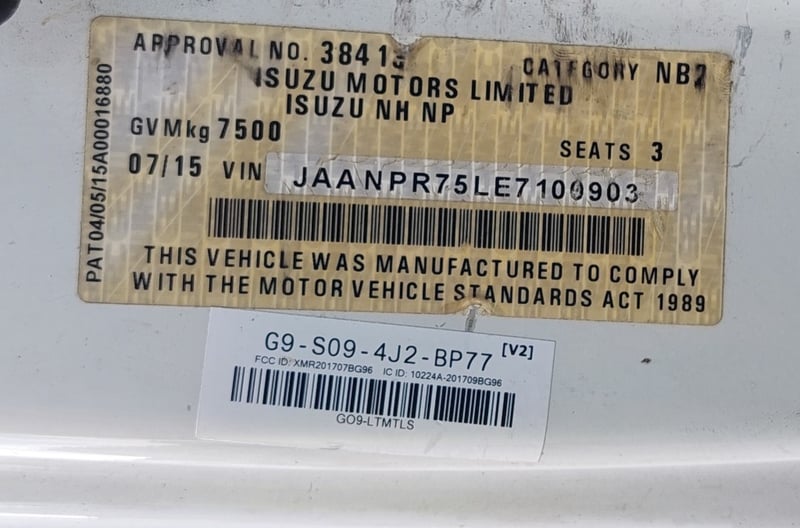 APPROVAL NO. CATEGORY
ISUZU MOTORS LIMITED
ISUZU NH NP
GVMkg 7500
SEATS 3
07/15 VIN JAANPR75LE7100903
THIS VEHICLE WAS MANUFACTURED TO COMPLY
WITH THE MOTOR VEHICLE STANDARDS ACT 1989
PAT04/05/15A00016880
G9-S09-4J2-BP77 [V2]
FCC ID: XMR201707BG96 IC ID: 10224A-201709BG96
GO9-LTMTLS